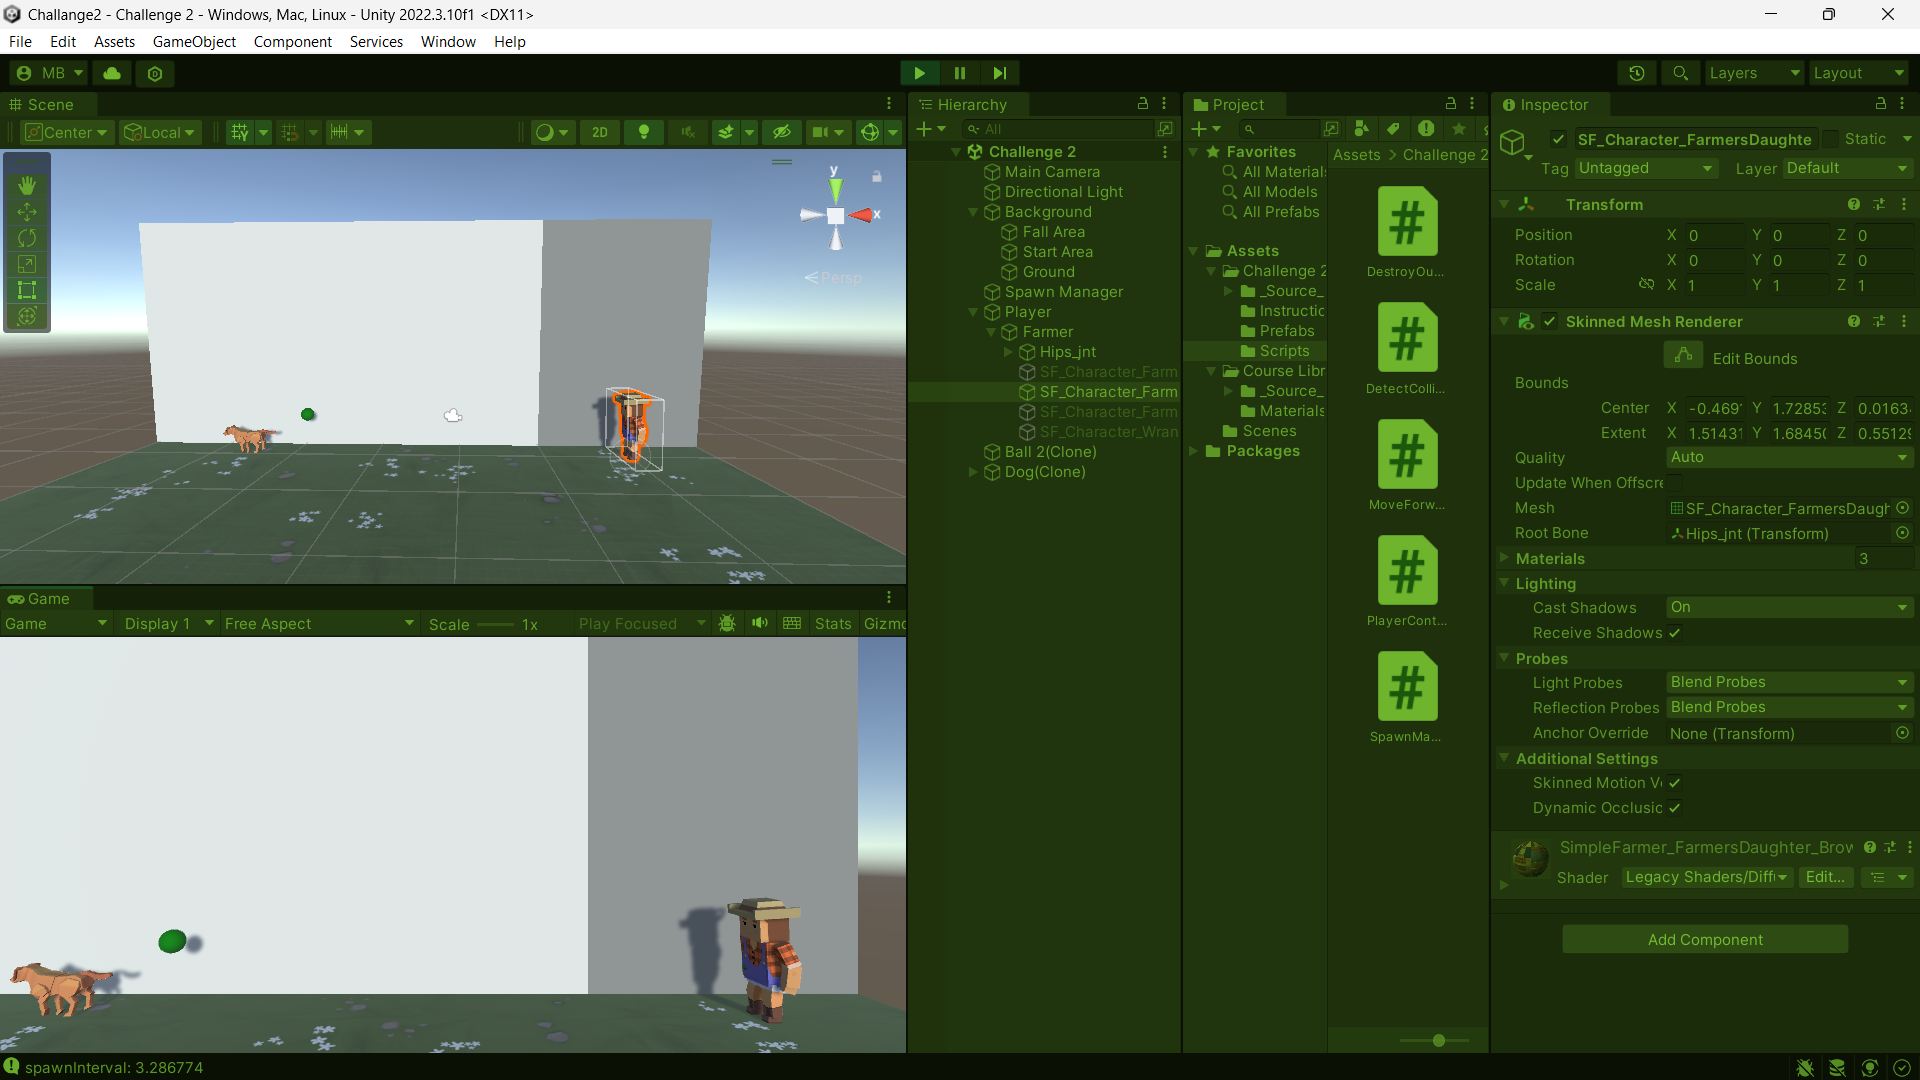 Challange2 - Challenge 2 - Windows, Mac, Linux - Unity 2022.3.10f1 <DX11>
File Edit Assets GameObject Component Services Window Help
MB Layers Layout
Scene
Center Local 2D
y
x
Persp
Game
Game Display 1 Free Aspect Scale 1x Play Focused Stats Gizmo
spawnInterval: 3.286774
Hierarchy
All
Challenge 2
Main Camera
Directional Light
Background
Fall Area
Start Area
Ground
Spawn Manager
Player
Farmer
Hips_jnt
SF_Character_Farm
SF_Character_Farm
SF_Character_Farm
SF_Character_Wran
Ball 2(Clone)
Dog(Clone)
Project
Favorites
All Materials
All Models
All Prefabs
Assets
Challenge 2
_Source_
Instructic
Prefabs
Scripts
Course Libr
_Source_
Materials
Scenes
Packages
Assets > Challenge 2
DestroyOu...
DetectColli...
MoveForw...
PlayerCont...
SpawnMa...
Inspector
SF_Character_FarmersDaughte Static
Tag Untagged Layer Default
Transform
Position X 0 Y 0 Z 0
Rotation X 0 Y 0 Z 0
Scale X 1 Y 1 Z 1
Skinned Mesh Renderer
Edit Bounds
Bounds
Center X -0.469 Y 1.7285 Z 0.0163
Extent X 1.5143 Y 1.6845 Z 0.5512
Quality Auto
Update When Offscre
Mesh SF_Character_FarmersDaugh
Root Bone Hips_jnt (Transform)
Materials 3
Lighting
Cast Shadows On
Receive Shadows
Probes
Light Probes Blend Probes
Reflection Probes Blend Probes
Anchor Override None (Transform)
Additional Settings
Skinned Motion V
Dynamic Occlusic
SimpleFarmer_FarmersDaughter_Brow
Shader Legacy Shaders/Diff Edit...
Add Component